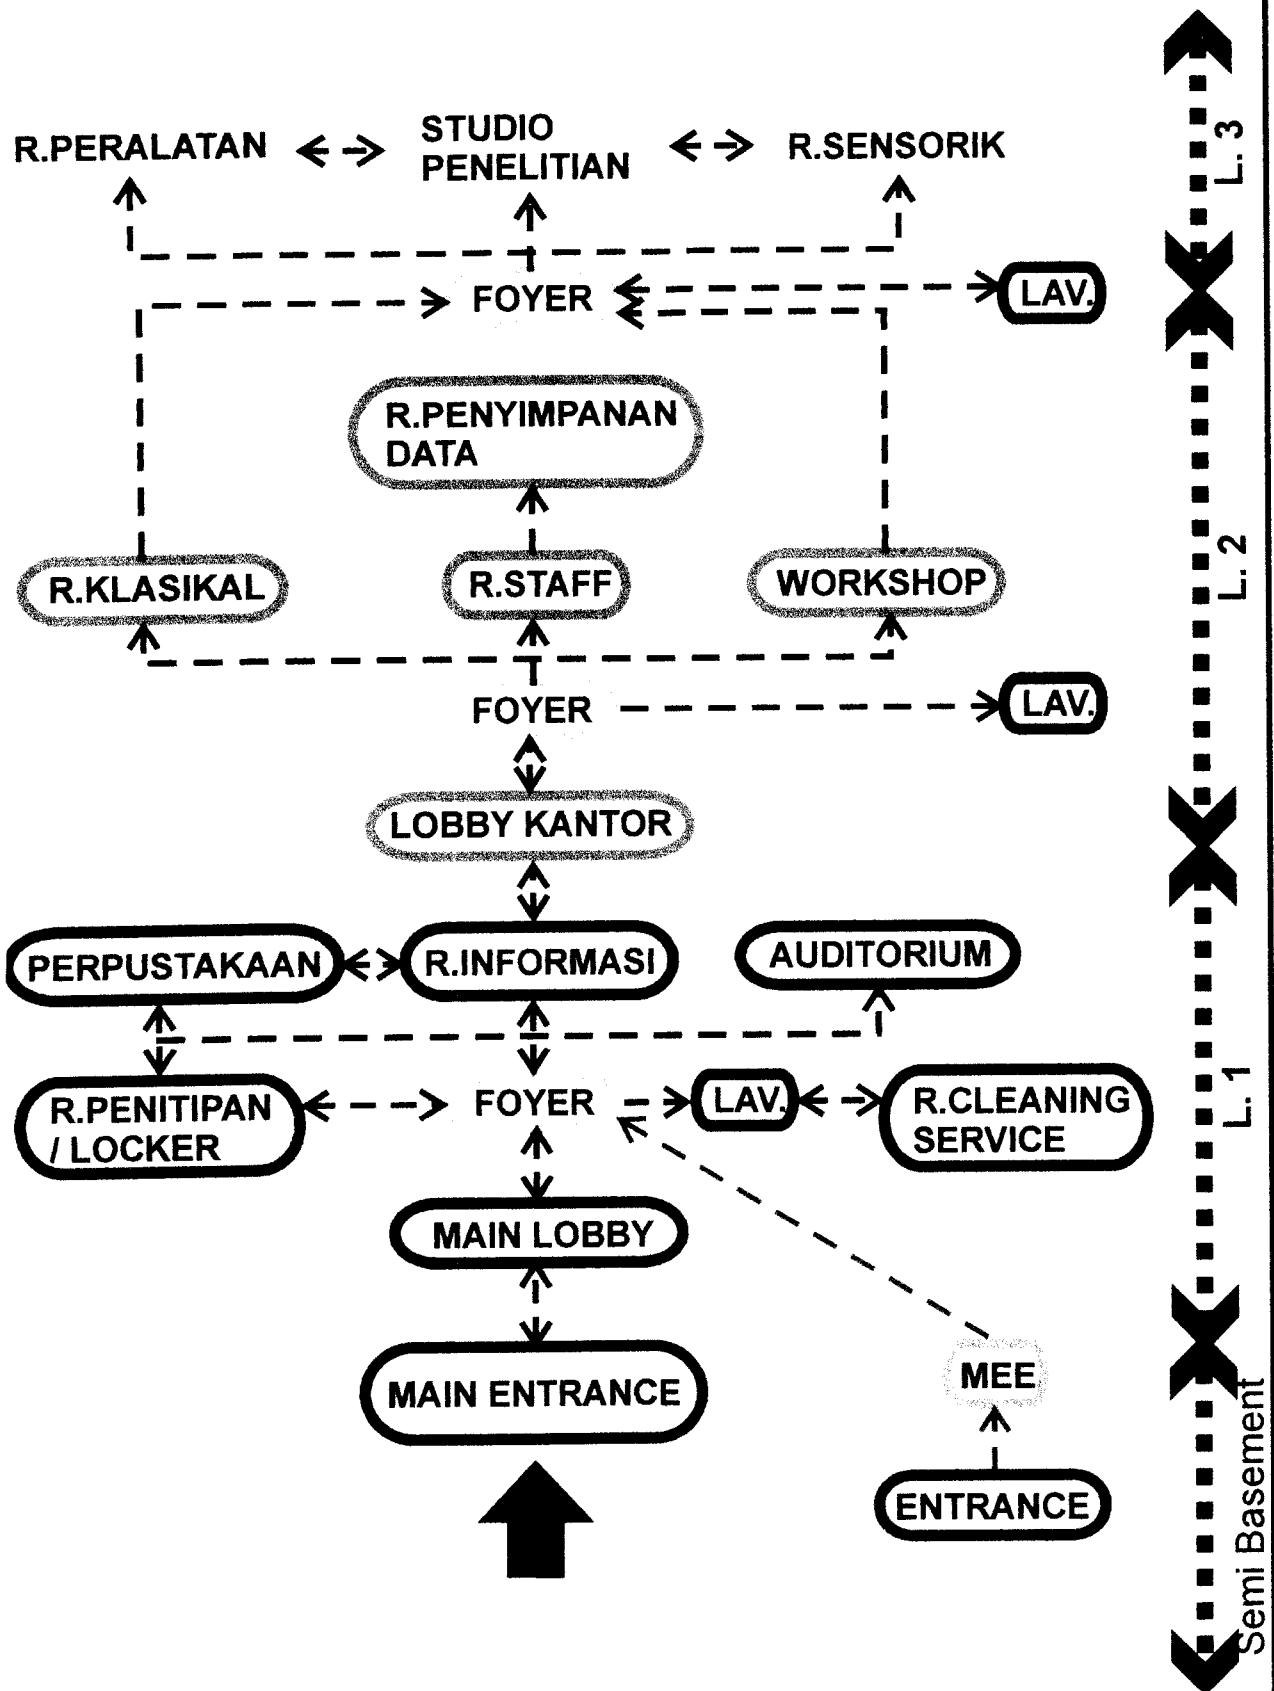 R.PERALATAN
STUDIO
PENELITIAN
R.SENSORIK
FOYER
LAV.
R.PENYIMPANAN
DATA
R.KLASIKAL
R.STAFF
WORKSHOP
FOYER
LAV.
LOBBY KANTOR
PERPUSTAKAAN
R.INFORMASI
AUDITORIUM
R.PENITIPAN
/ LOCKER
FOYER
LAV.
R.CLEANING
SERVICE
MAIN LOBBY
MAIN ENTRANCE
MEE
ENTRANCE
L. 3
L. 2
L. 1
Semi Basement